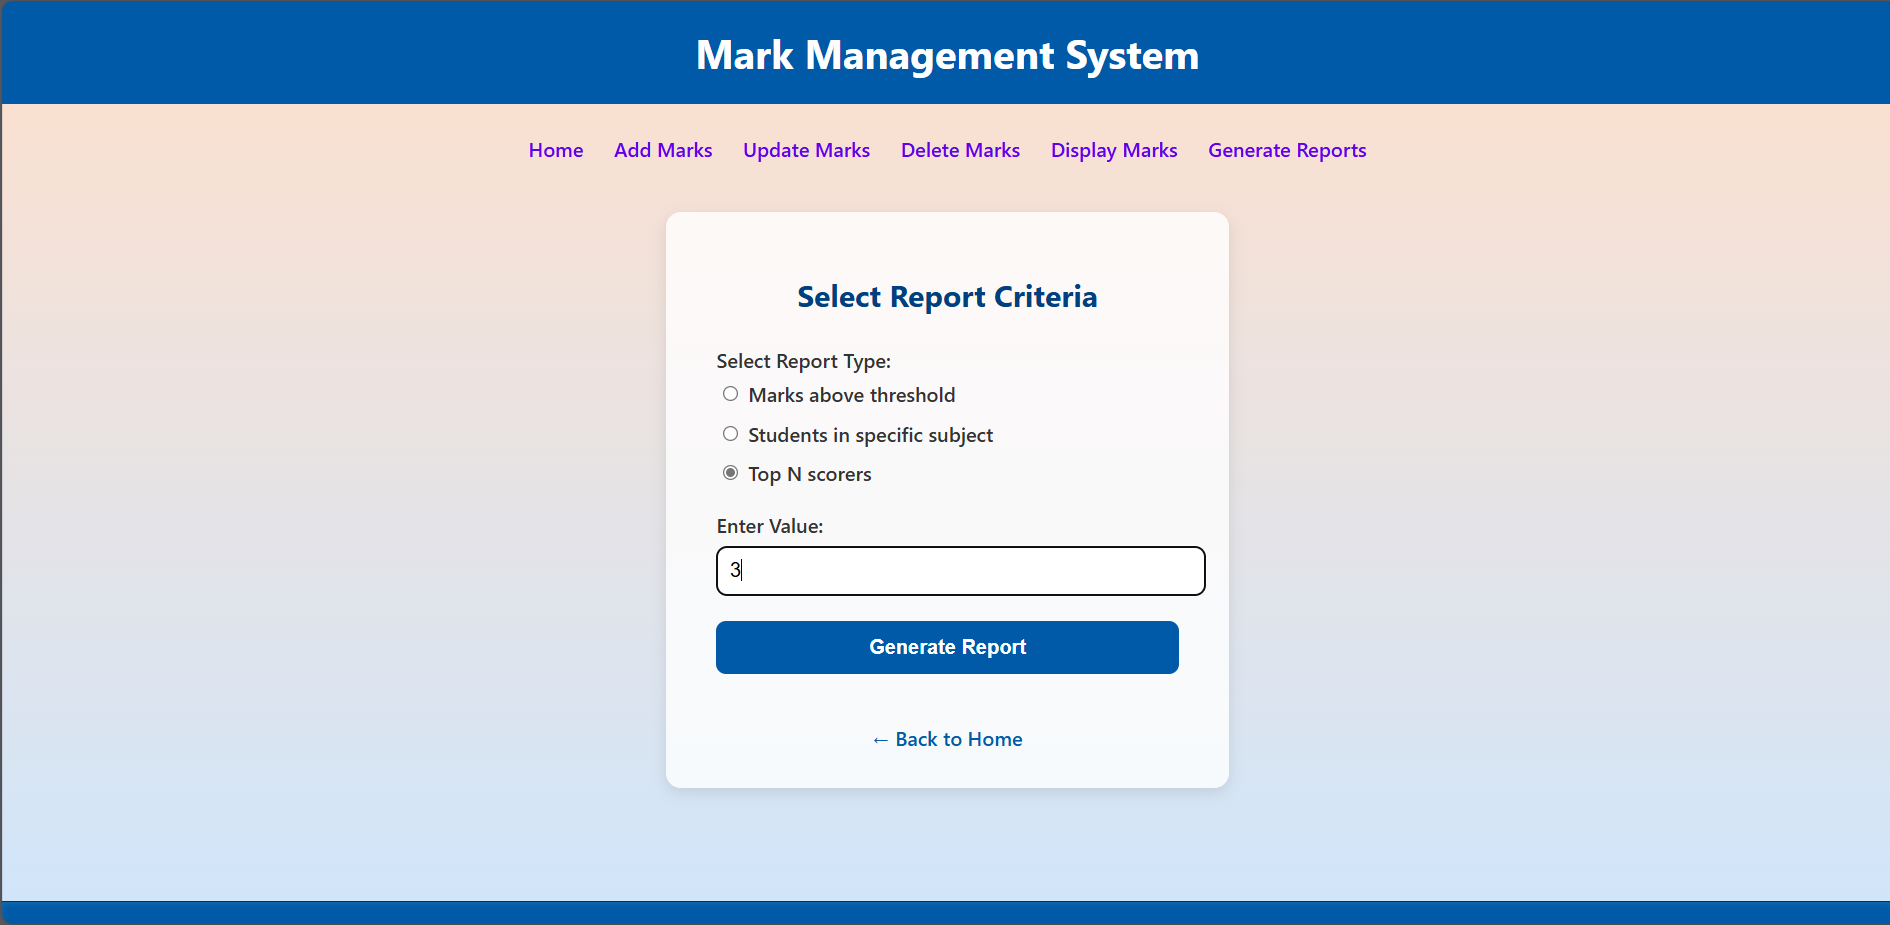 Mark Management System
Home Add Marks Update Marks Delete Marks Display Marks Generate Reports
Select Report Criteria
Select Report Type:
Marks above threshold
Students in specific subject
Top N scorers
Enter Value:
3
Generate Report
← Back to Home